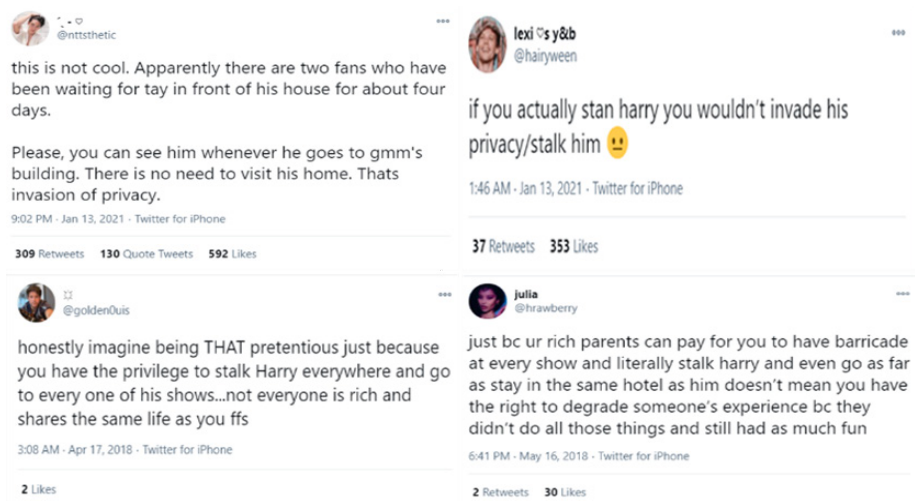 @nttsthetic
this is not cool. Apparently there are two fans who have
been waiting for tay in front of his house for about four
days.
Please, you can see him whenever he goes to gmm's
building. There is no need to visit his home. Thats
invasion of privacy.
9:02 PM · Jan 13, 2021 · Twitter for iPhone
309 Retweets 130 Quote Tweets 592 Likes
lexi ♡s y&b
@hairyween
if you actually stan harry you wouldn't invade his
privacy/stalk him 😐
1:46 AM · Jan 13, 2021 · Twitter for iPhone
37 Retweets 353 Likes
@golden0uis
honestly imagine being THAT pretentious just because
you have the privilege to stalk Harry everywhere and go
to every one of his shows...not everyone is rich and
shares the same life as you ffs
3:08 AM · Apr 17, 2018 · Twitter for iPhone
2 Likes
julia
@hrawberry
just bc ur rich parents can pay for you to have barricade
at every show and literally stalk harry and even go as far
as stay in the same hotel as him doesn't mean you have
the right to degrade someone's experience bc they
didn't do all those things and still had as much fun
6:41 PM · May 16, 2018 · Twitter for iPhone
2 Retweets 30 Likes